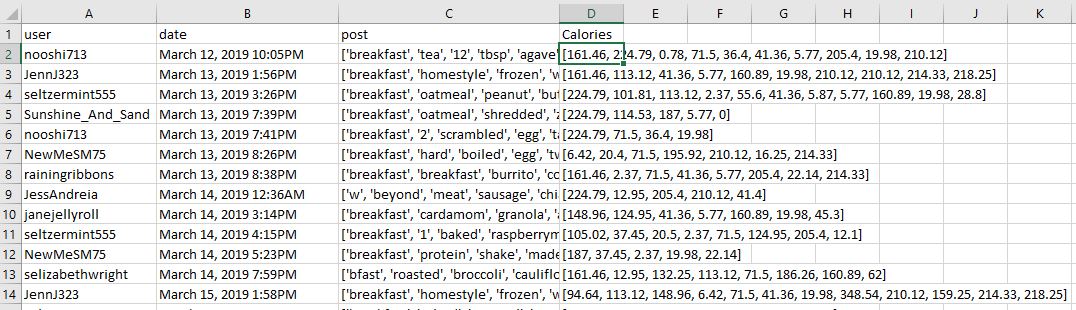 A B C D E F G H I J K
1 user date post Calories
2 nooshi713 March 12, 2019 10:05PM ['breakfast', 'tea', '12', 'tbsp', 'agave' [161.46, 224.79, 0.78, 71.5, 36.4, 41.36, 5.77, 205.4, 19.98, 210.12]
3 JennJ323 March 13, 2019 1:56PM ['breakfast', 'homestyle', 'frozen', 'w [161.46, 113.12, 41.36, 5.77, 160.89, 19.98, 210.12, 210.12, 214.33, 218.25]
4 seltzermint555 March 13, 2019 3:26PM ['breakfast', 'oatmeal', 'peanut', 'bu [224.79, 101.81, 113.12, 2.37, 55.6, 41.36, 5.87, 5.77, 160.89, 19.98, 28.8]
5 Sunshine_And_Sand March 13, 2019 7:39PM ['breakfast', 'oatmeal', 'shredded', 'z [224.79, 114.53, 187, 5.77, 0]
6 nooshi713 March 13, 2019 7:41PM ['breakfast', '2', 'scrambled', 'egg', 'ta [224.79, 71.5, 36.4, 19.98]
7 NewMeSM75 March 13, 2019 8:26PM ['breakfast', 'hard', 'boiled', 'egg', 'tw [6.42, 20.4, 71.5, 195.92, 210.12, 16.25, 214.33]
8 rainingribbons March 13, 2019 8:38PM ['breakfast', 'breakfast', 'burrito', 'co [161.46, 2.37, 71.5, 41.36, 5.77, 205.4, 22.14, 214.33]
9 JessAndreia March 14, 2019 12:36AM ['w', 'beyond', 'meat', 'sausage', 'chi [224.79, 12.95, 205.4, 210.12, 41.4]
10 janejellyroll March 14, 2019 3:14PM ['breakfast', 'cardamom', 'granola', 'a [148.96, 124.95, 41.36, 5.77, 160.89, 19.98, 45.3]
11 seltzermint555 March 14, 2019 4:15PM ['breakfast', '1', 'baked', 'raspberrym [105.02, 37.45, 20.5, 2.37, 71.5, 124.95, 205.4, 12.1]
12 NewMeSM75 March 14, 2019 5:23PM ['breakfast', 'protein', 'shake', 'made [187, 37.45, 2.37, 19.98, 22.14]
13 selizabethwright March 14, 2019 7:59PM ['bfast', 'roasted', 'broccoli', 'cauliflo [161.46, 12.95, 132.25, 113.12, 71.5, 186.26, 160.89, 62]
14 JennJ323 March 15, 2019 1:58PM ['breakfast', 'homestyle', 'frozen', 'w [94.64, 113.12, 148.96, 6.42, 71.5, 41.36, 19.98, 348.54, 210.12, 159.25, 214.33, 218.25]